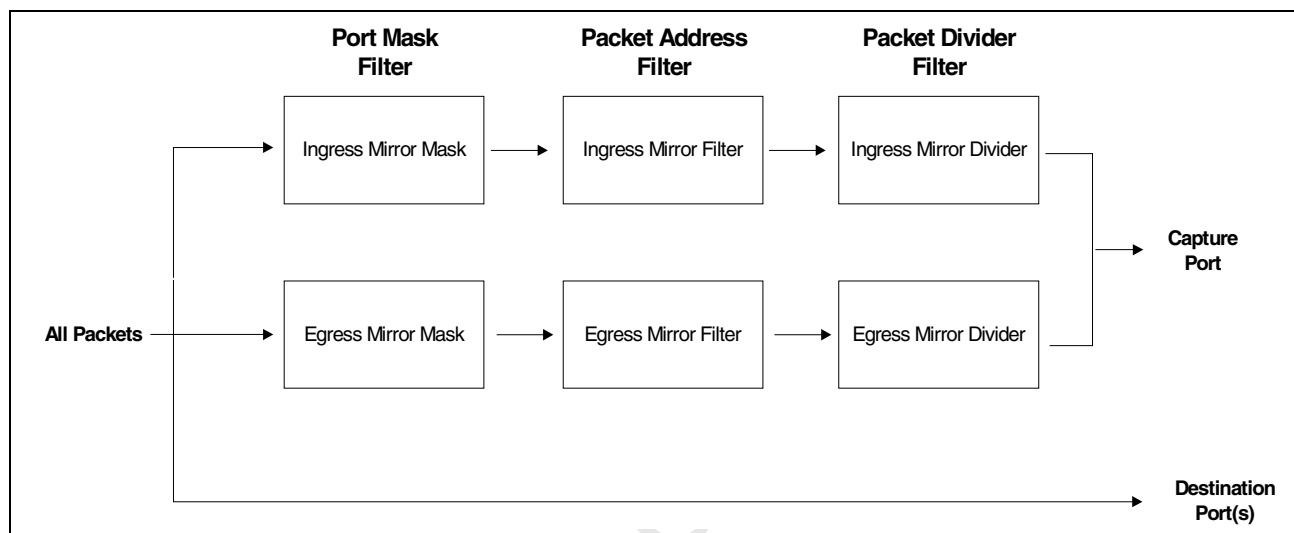 Port Mask
Filter
Packet Address
Filter
Packet Divider
Filter
Ingress Mirror Mask
Ingress Mirror Filter
Ingress Mirror Divider
Capture
Port
All Packets
Egress Mirror Mask
Egress Mirror Filter
Egress Mirror Divider
Destination
Port(s)